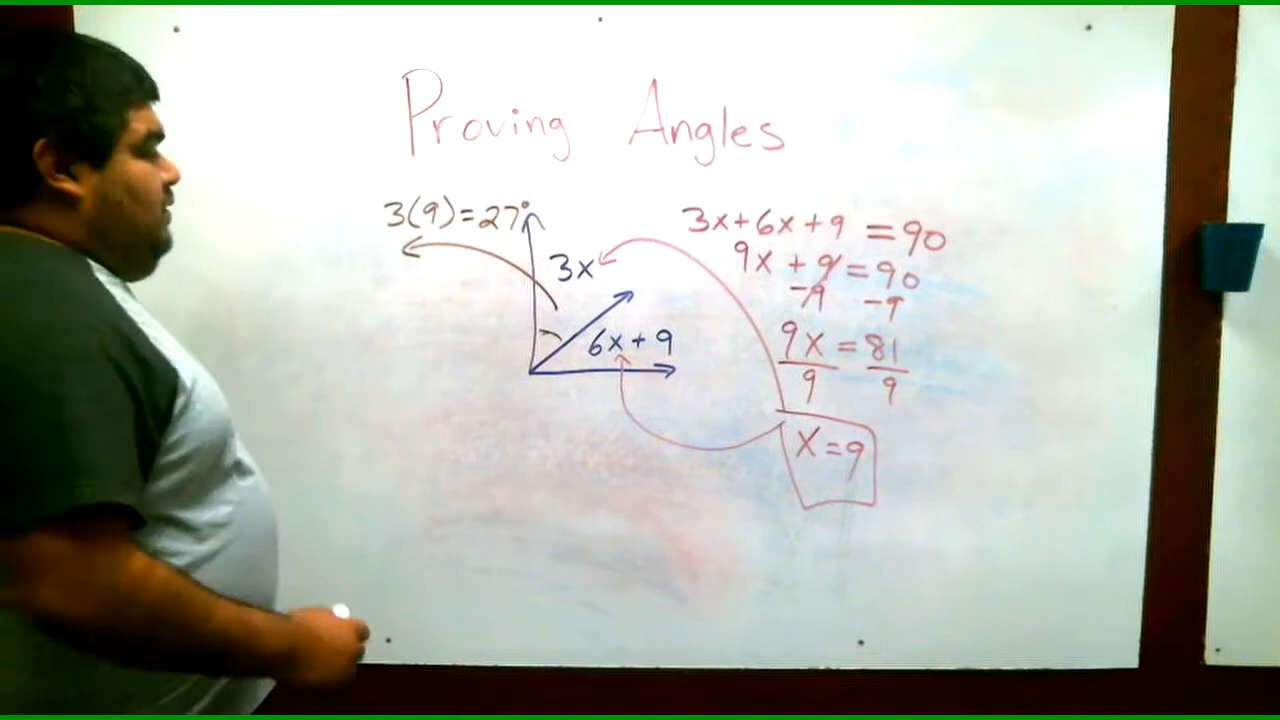 Proving Angles
3(9)=27°
3x
6x+9
3x+6x+9=90
9x+9=90
-9 -9
9x=81
9 9
x=9